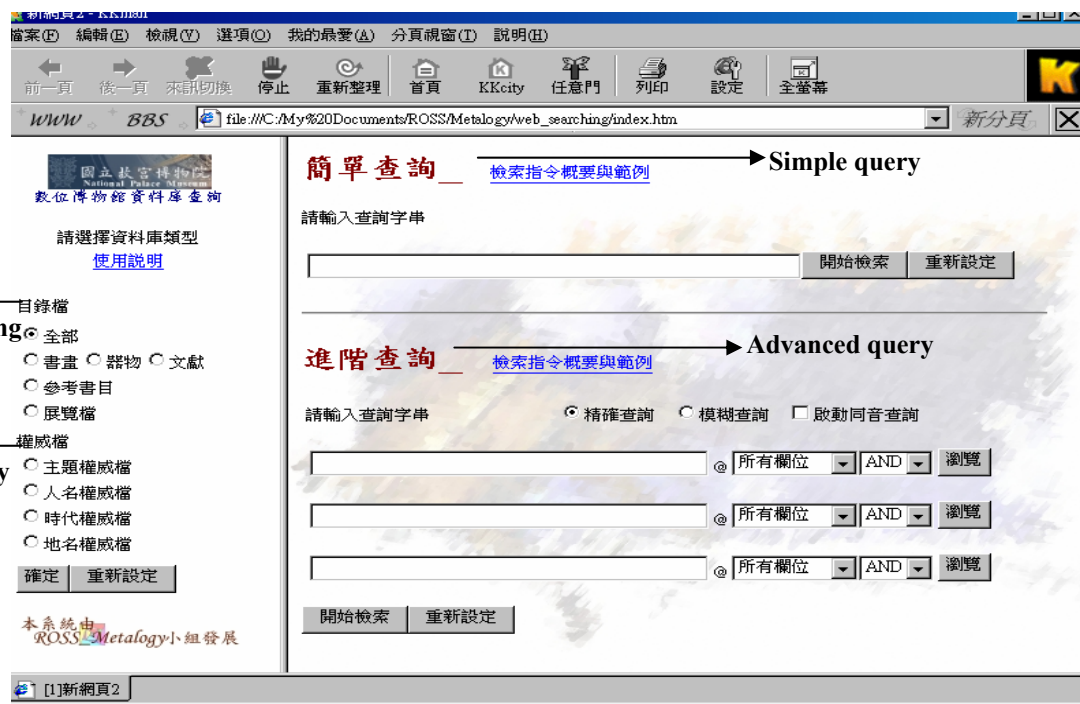 新網頁2 - KKman
檔案(F) 編輯(E) 檢視(V) 選項(O) 我的最愛(A) 分頁視窗(T) 說明(H)
前一頁 後一頁 來訊切換 停止 重新整理 首頁 KKcity 任意門 列印 設定 全螢幕
WWW BBS file:///C:/My%20Documents/ROSS/Metalogy/web_searching/index.htm 新分頁
國立故宮博物院
National Palace Museum
數位博物館資料庫查詢
請選擇資料庫類型
使用說明
目錄檔
ng
全部
書畫 器物 文獻
參考書目
展覽檔
權威檔
y
主題權威檔
人名權威檔
時代權威檔
地名權威檔
確定 重新設定
本系統由
ROSS_Metalogy小組發展
簡單查詢_ 檢索指令概要與範例 Simple query
請輸入查詢字串
開始檢索 重新設定
進階查詢_ 檢索指令概要與範例 Advanced query
請輸入查詢字串 精確查詢 模糊查詢 啟動同音查詢
@ 所有欄位 AND 瀏覽
@ 所有欄位 AND 瀏覽
@ 所有欄位 AND 瀏覽
開始檢索 重新設定
[1]新網頁2